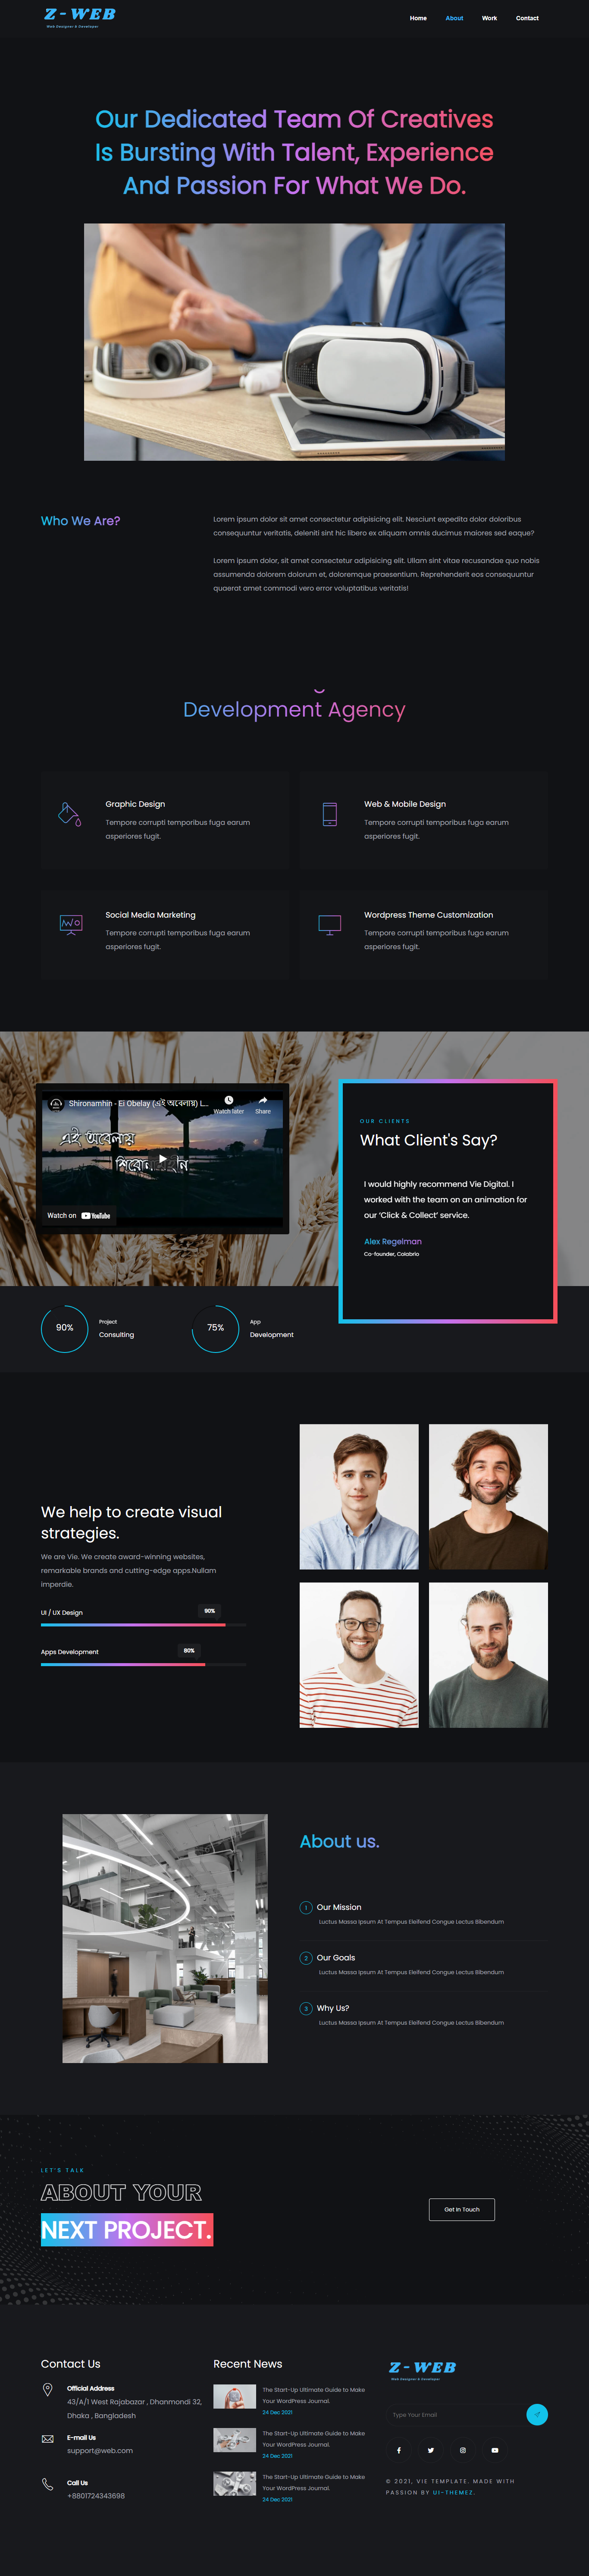 Z - WEB
Web Designer & Developer
Home
About
Work
Contact
Our Dedicated Team Of Creatives
Is Bursting With Talent, Experience
And Passion For What We Do.
Who We Are?
Lorem ipsum dolor sit amet consectetur adipisicing elit. Nesciunt expedita dolor doloribus
consequuntur veritatis, deleniti sint hic libero ex aliquam omnis ducimus maiores sed eaque?
Lorem ipsum dolor, sit amet consectetur adipisicing elit. Ullam sint vitae recusandae quo nobis
assumenda dolorem dolorum et, doloremque praesentium. Reprehenderit eos consequuntur
quaerat amet commodi vero error voluptatibus veritatis!
Development Agency
Graphic Design
Tempore corrupti temporibus fuga earum
asperiores fugit.
Web & Mobile Design
Tempore corrupti temporibus fuga earum
asperiores fugit.
Social Media Marketing
Tempore corrupti temporibus fuga earum
asperiores fugit.
Wordpress Theme Customization
Tempore corrupti temporibus fuga earum
asperiores fugit.
Shironamhin - Ei Obelay (এই অবেলায়) L...
Watch later
Share
এই অবেলায়
শিরোনামহীন
Watch on YouTube
OUR CLIENTS
What Client's Say?
I would highly recommend Vie Digital. I
worked with the team on an animation for
our ‘Click & Collect’ service.
Alex Regelman
Co-founder, Colabrio
90%
Project
Consulting
75%
App
Development
We help to create visual
strategies.
We are Vie. We create award-winning websites,
remarkable brands and cutting-edge apps.Nullam
imperdie.
UI / UX Design
90%
Apps Development
80%
About us.
1 Our Mission
Luctus Massa Ipsum At Tempus Eleifend Congue Lectus Bibendum
2 Our Goals
Luctus Massa Ipsum At Tempus Eleifend Congue Lectus Bibendum
3 Why Us?
Luctus Massa Ipsum At Tempus Eleifend Congue Lectus Bibendum
LET'S TALK
ABOUT YOUR
NEXT PROJECT.
Get In Touch
Contact Us
Official Address
43/A/1 West Rajabazar , Dhanmondi 32,
Dhaka , Bangladesh
E-mail Us
support@web.com
Call Us
+8801724343698
Recent News
The Start-Up Ultimate Guide to Make
Your WordPress Journal.
24 Dec 2021
The Start-Up Ultimate Guide to Make
Your WordPress Journal.
24 Dec 2021
The Start-Up Ultimate Guide to Make
Your WordPress Journal.
24 Dec 2021
Z - WEB
Web Designer & Developer
Type Your Email
© 2021, VIE TEMPLATE. MADE WITH
PASSION BY UI-THEMEZ.